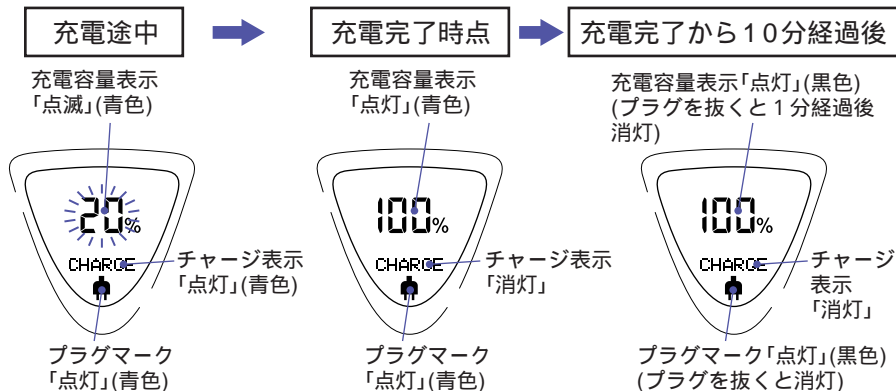 充電途中
充電完了時点
充電完了から10分経過後
充電容量表示
「点滅」(青色)
20%
CHARGE
チャージ表示
「点灯」(青色)
プラグマーク
「点灯」(青色)
充電容量表示
「点灯」(青色)
100%
CHARGE
チャージ表示
「消灯」
プラグマーク
「点灯」(青色)
充電容量表示「点灯」(黒色)
(プラグを抜くと1分経過後
消灯)
100%
CHARGE
チャージ
表示
「消灯」
プラグマーク「点灯」(黒色)
(プラグを抜くと消灯)